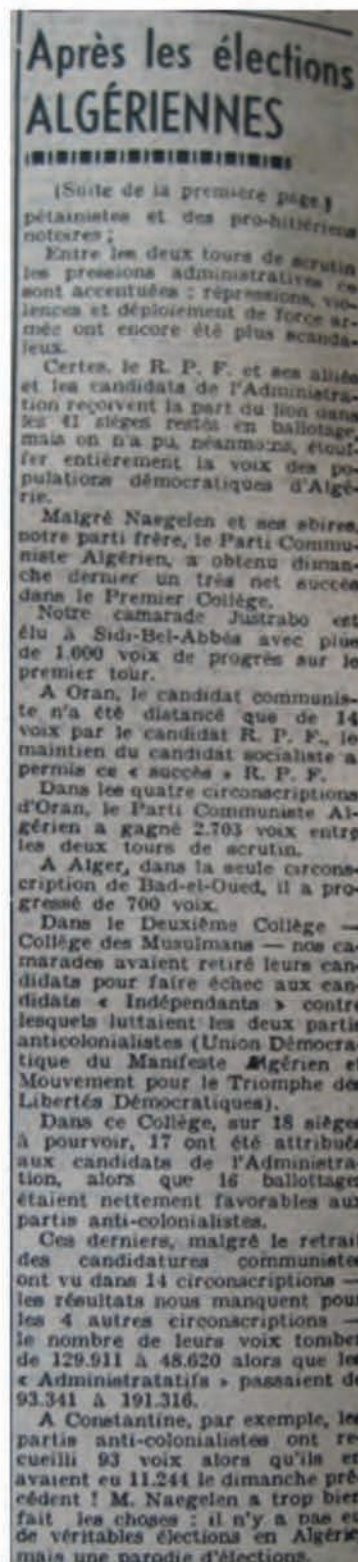 Après les élections
ALGÉRIENNES
(Suite de la première page.)
pétainistes et des pro-hitlériens
notoires ;
Entre les deux tours de scrutin
les pressions administratives se
sont accentuées : répressions, vio-
lences et déploiement de force ar-
mée ont encore été plus scanda-
leux.
Certes, le R. P. F. et ses alliés
et les candidats de l'Administra-
tion reçoivent la part du lion dans
les 41 sièges restés en ballotage,
mais on n'a pu, néanmoins, étouf-
fer entièrement la voix des po-
pulations démocratiques d'Algé-
rie.
Malgré Naegelen et ses sbires,
notre parti frère, le Parti Commu-
niste Algérien, a obtenu diman-
che dernier un très net succès
dans le Premier Collège.
Notre camarade Justrabo est
élu à Sidi-Bel-Abbés avec plus
de 1.000 voix de progrès sur le
premier tour.
A Oran, le candidat communis-
te n'a été distancé que de 14
voix par le candidat R. P. F., le
maintien du candidat socialiste a
permis ce « succès » R. P. F.
Dans les quatre circonscriptions
d'Oran, le Parti Communiste Al-
gérien a gagné 2.703 voix entre
les deux tours de scrutin.
A Alger, dans la seule circons-
cription de Bad-el-Oued, il a pro-
gressé de 700 voix.
Dans le Deuxième Collège —
Collège des Musulmans — nos ca-
marades avaient retiré leurs can-
didats pour faire échec aux can-
didats « Indépendants » contre
lesquels luttaient les deux partis
anticolonialistes (Union Démocra-
tique du Manifeste Algérien et
Mouvement pour le Triomphe des
Libertés Démocratiques).
Dans ce Collège, sur 18 sièges
à pourvoir, 17 ont été attribués
aux candidats de l'Administra-
tion, alors que 16 ballottages
étaient nettement favorables aux
partis anti-colonialistes.
Ces derniers, malgré le retrait
des candidatures communistes
ont vu dans 14 circonscriptions —
les résultats nous manquent pour
les 4 autres circonscriptions —
le nombre de leurs voix tomber
de 129.911 à 48.620 alors que les
« Administratatifs » passaient de
93.341 à 191.316.
A Constantine, par exemple, les
partis anti-colonialistes ont re-
cueilli 93 voix alors qu'ils en
avaient eu 11.244 le dimanche pré-
cédent ! M. Naegelen a trop bien
fait les choses : il n'y a pas eu
de véritables élections en Algérie
mais une parodie d'élections.